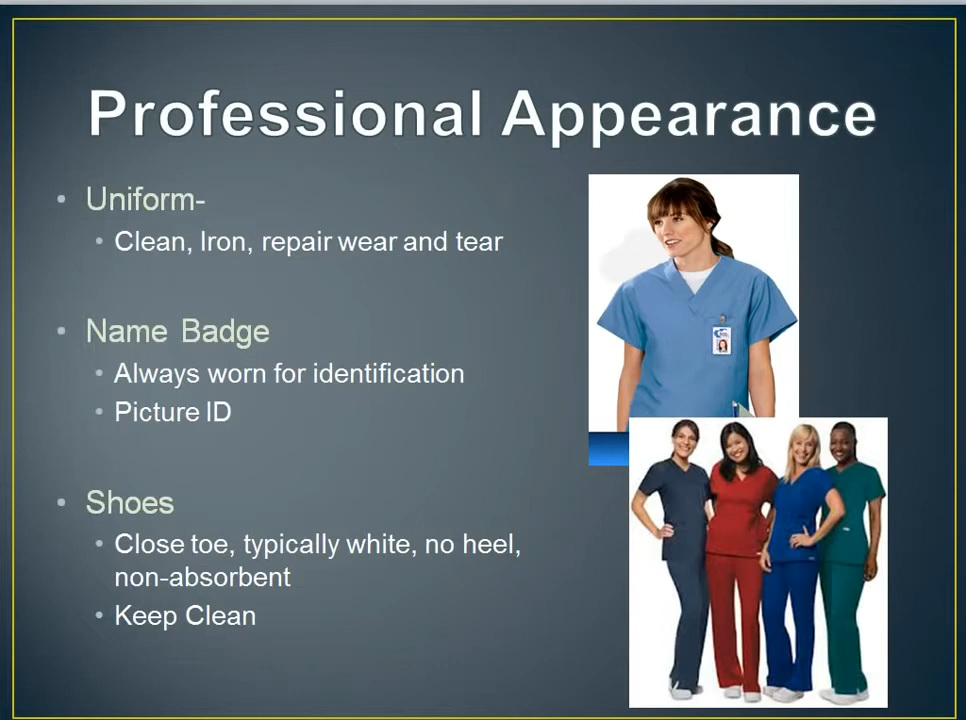 Professional Appearance
Uniform-
Clean, Iron, repair wear and tear
Name Badge
Always worn for identification
Picture ID
Shoes
Close toe, typically white, no heel,
non-absorbent
Keep Clean